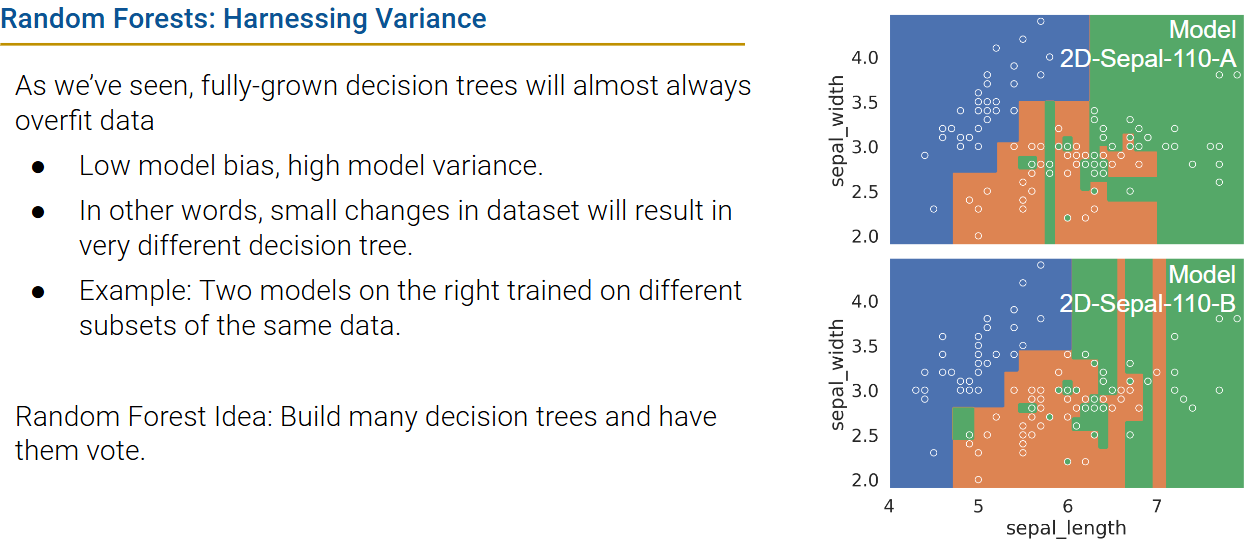 Random Forests: Harnessing Variance
As we’ve seen, fully-grown decision trees will almost always
overfit data
● Low model bias, high model variance.
● In other words, small changes in dataset will result in
very different decision tree.
● Example: Two models on the right trained on different
subsets of the same data.
Random Forest Idea: Build many decision trees and have
them vote.
Model
2D-Sepal-110-A
sepal_width
4.0
3.5
3.0
2.5
2.0
Model
2D-Sepal-110-B
sepal_width
4.0
3.5
3.0
2.5
2.0
4 5 6 7
sepal_length